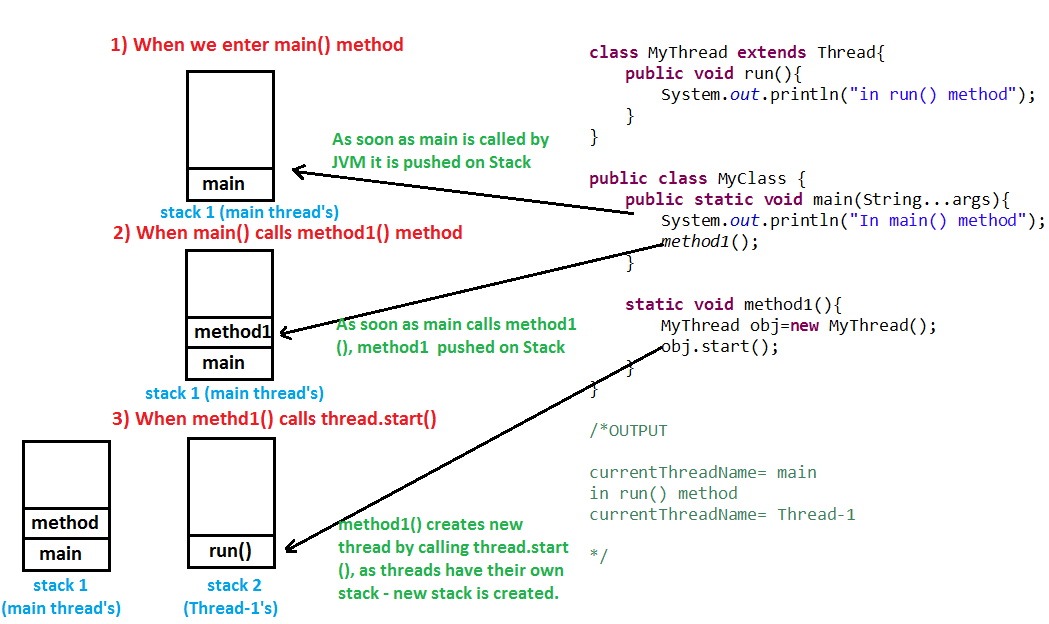 1) When we enter main() method
main
stack 1 (main thread's)
As soon as main is called by
JVM it is pushed on Stack
2) When main() calls method1() method
method1
main
stack 1 (main thread's)
As soon as main calls method1
(), method1 pushed on Stack
3) When methd1() calls thread.start()
method
main
stack 1
(main thread's)
run()
stack 2
(Thread-1's)
method1() creates new
thread by calling thread.start
(), as threads have their own
stack - new stack is created.
class MyThread extends Thread{
public void run(){
System.out.println("in run() method");
}
}
public class MyClass {
public static void main(String...args){
System.out.println("In main() method");
method1();
}
static void method1(){
MyThread obj=new MyThread();
obj.start();
}
}
/*OUTPUT
currentThreadName= main
in run() method
currentThreadName= Thread-1
*/